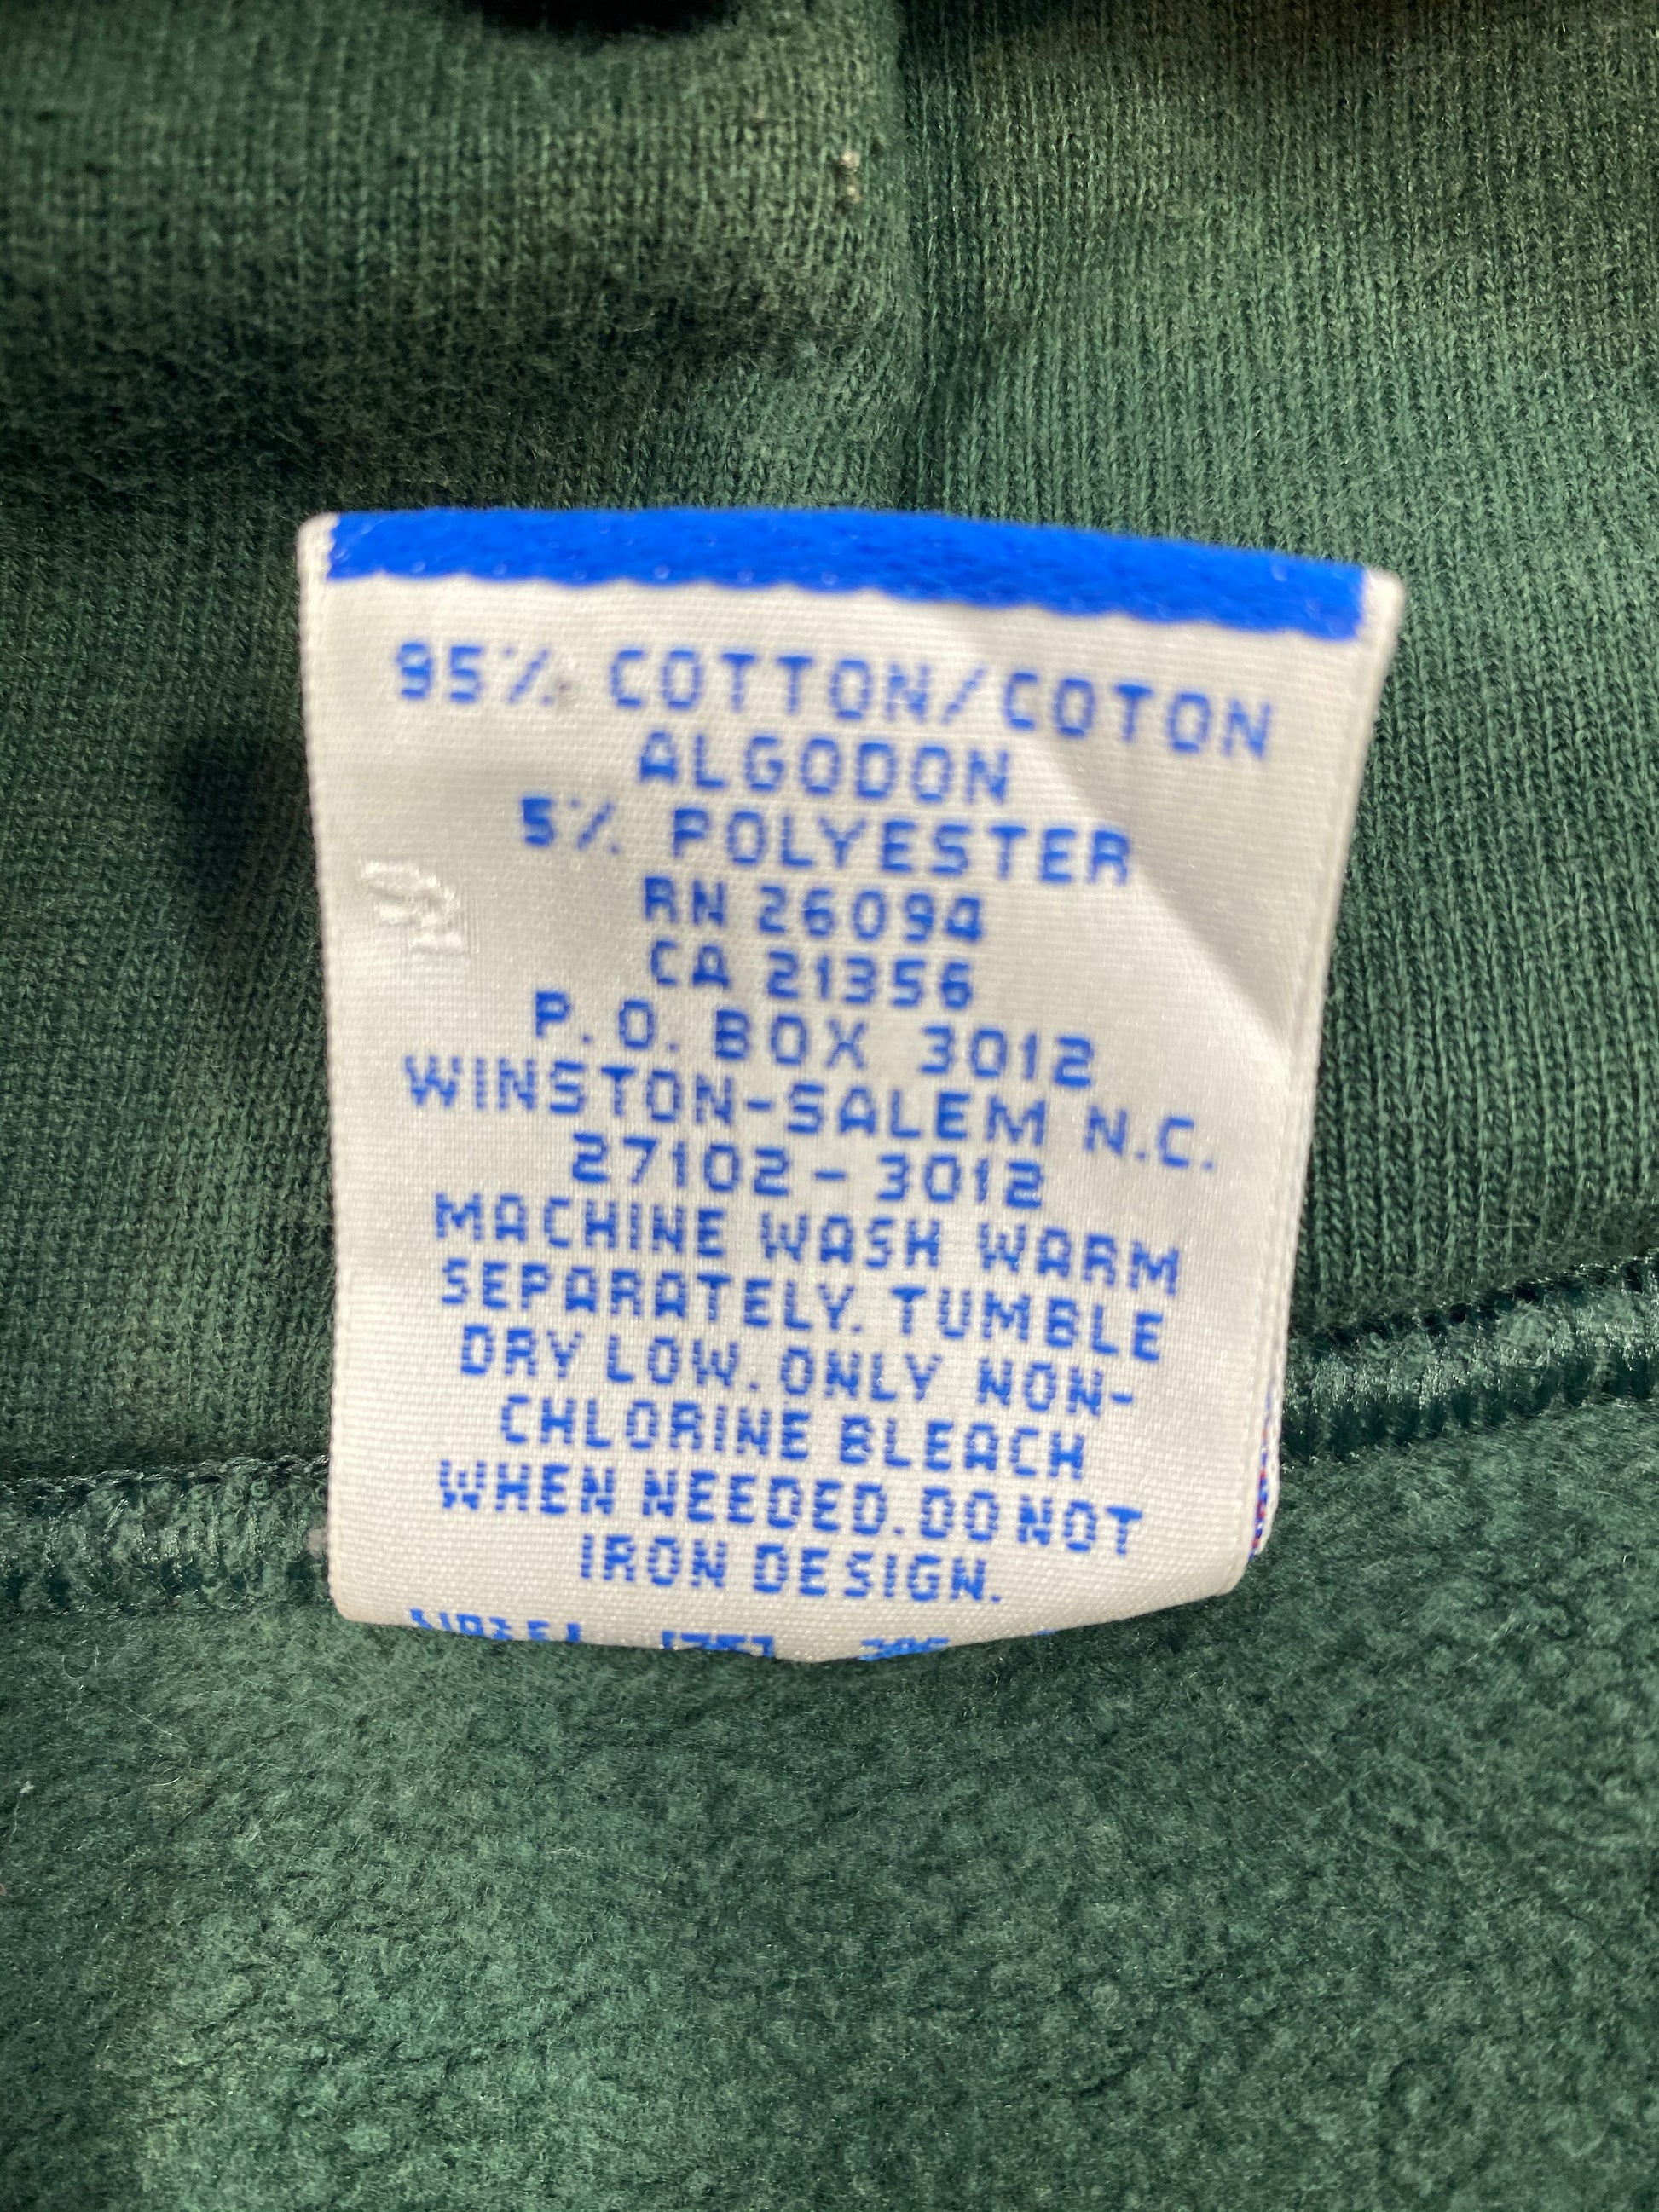 95% COTTON/COTON
ALGODON
5% POLYESTER
RN 26094
CA 21356
P.O. BOX 3012
WINSTON-SALEM N.C.
27102-3012
MACHINE WASH WARM
SEPARATELY. TUMBLE
DRY LOW. ONLY NON-
CHLORINE BLEACH
WHEN NEEDED. DO NOT
IRON DESIGN.